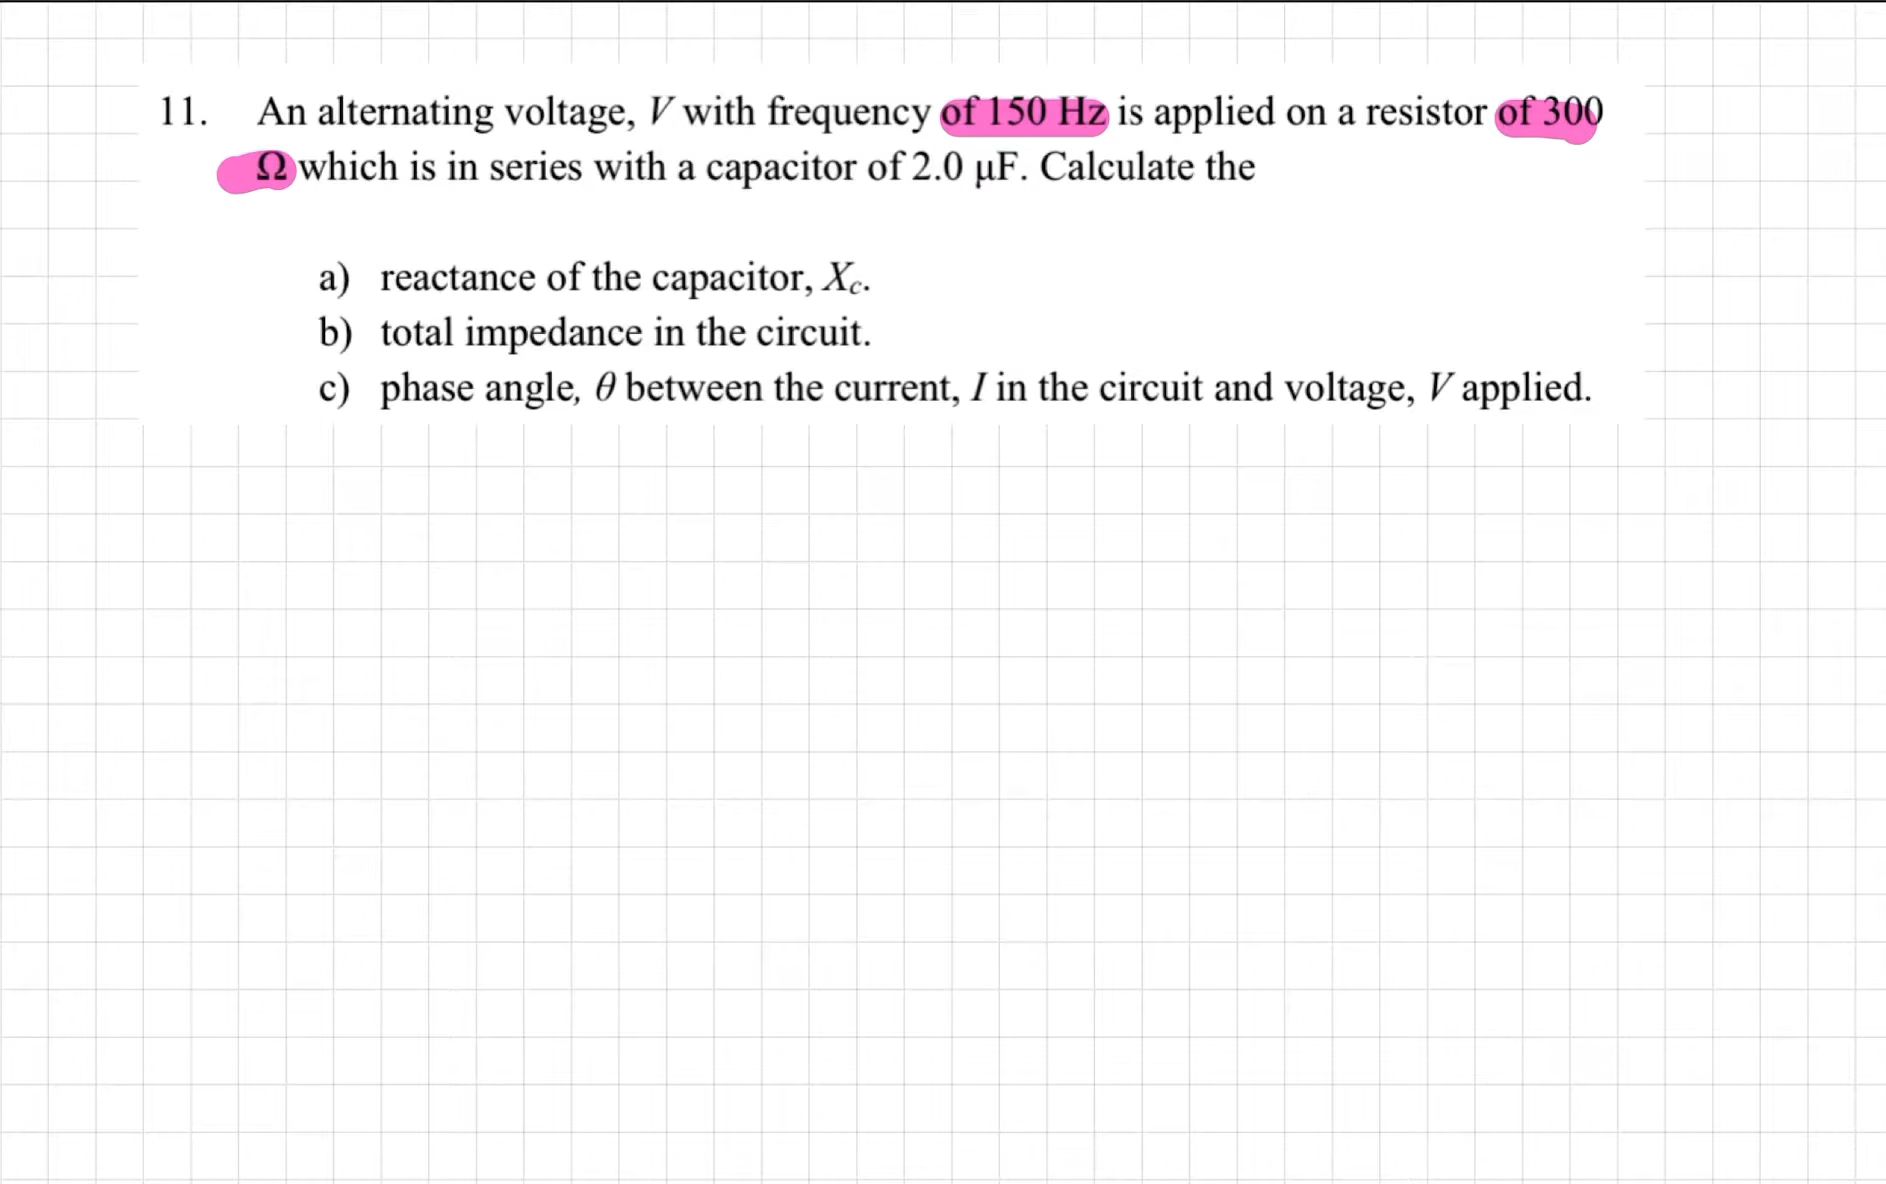 11. An alternating voltage, V with frequency of 150 Hz is applied on a resistor of 300
Ω which is in series with a capacitor of 2.0 μF. Calculate the
a) reactance of the capacitor, Xc.
b) total impedance in the circuit.
c) phase angle, θ between the current, I in the circuit and voltage, V applied.